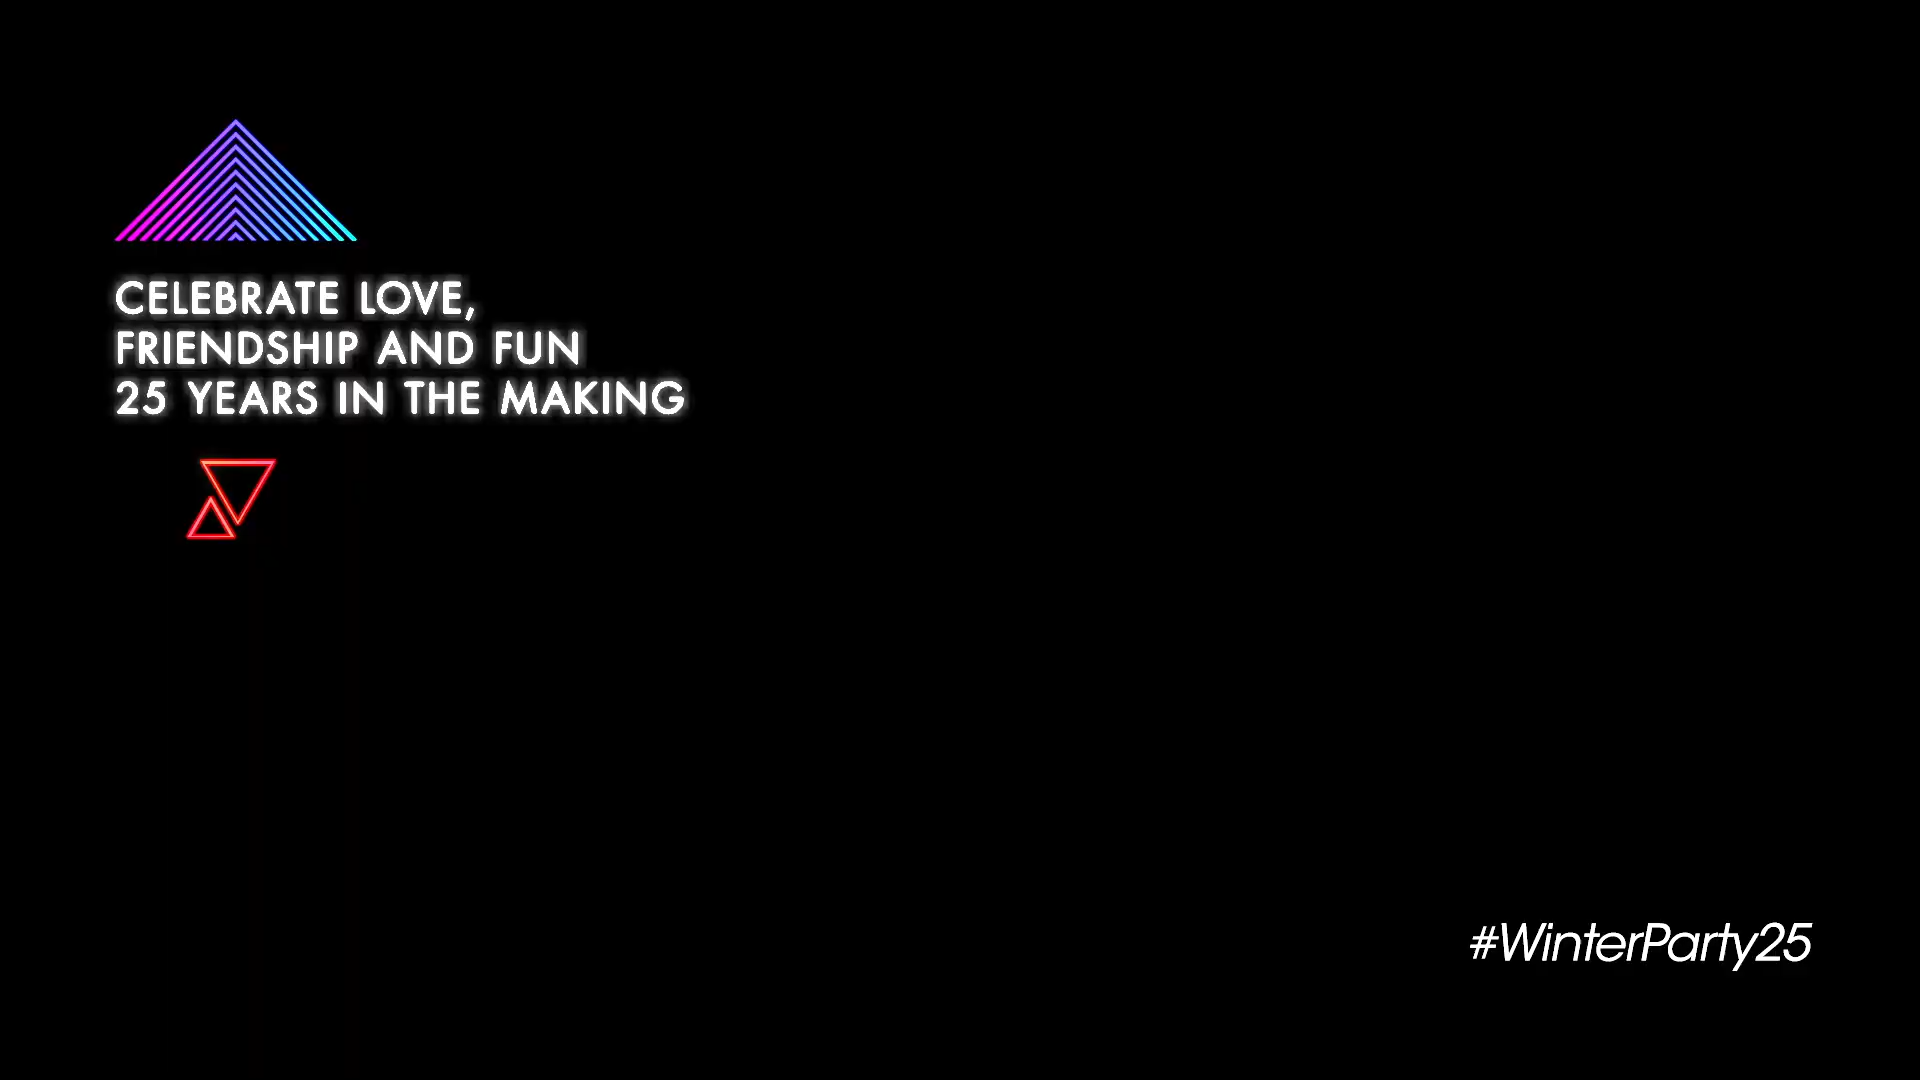 CELEBRATE LOVE,
FRIENDSHIP AND FUN
25 YEARS IN THE MAKING
#WinterParty25